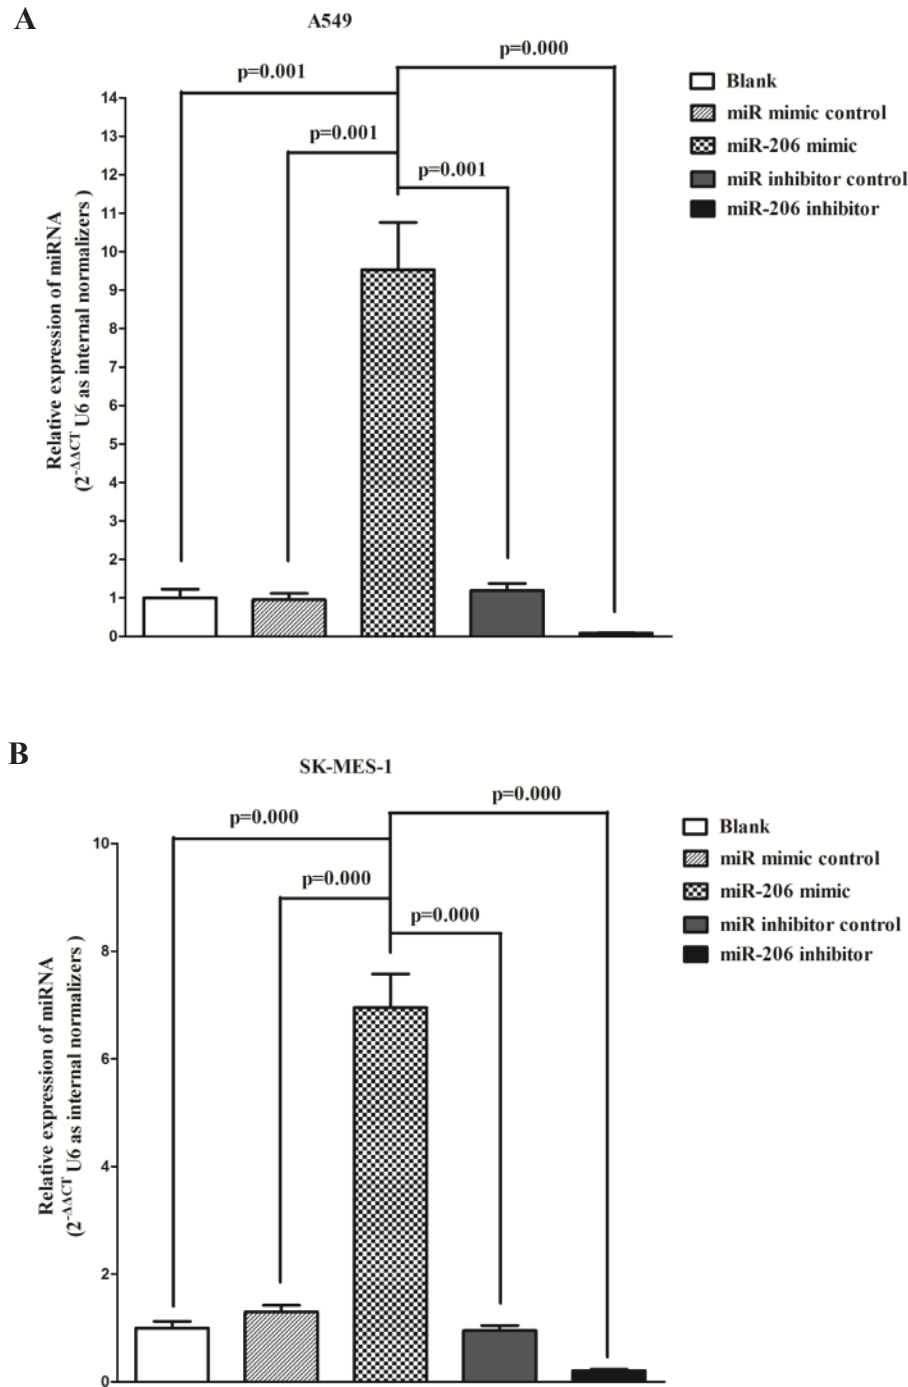 A
A549
p=0.000
p=0.001
p=0.001
p=0.001
Blank
miR mimic control
miR-206 mimic
miR inhibitor control
miR-206 inhibitor
Relative expression of miRNA
(2-ΔΔCT U6 as internal normalizers )
14
13
12
11
10
9
8
7
6
5
4
3
2
1
0
B
SK-MES-1
p=0.000
p=0.000
p=0.000
p=0.000
Blank
miR mimic control
miR-206 mimic
miR inhibitor control
miR-206 inhibitor
Relative expression of miRNA
(2-ΔΔCT U6 as internal normalizers )
10
8
6
4
2
0